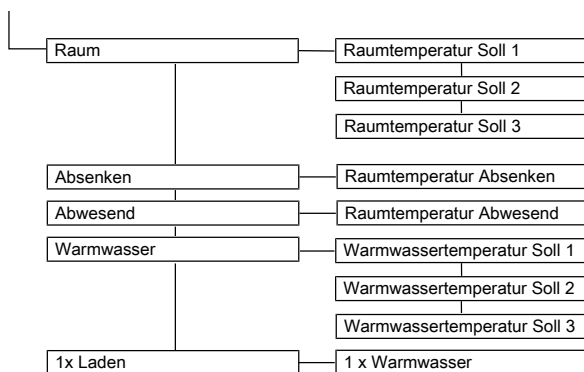 Raum
Raumtemperatur Soll 1
Raumtemperatur Soll 2
Raumtemperatur Soll 3
Absenken
Raumtemperatur Absenken
Abwesend
Raumtemperatur Abwesend
Warmwasser
Warmwassertemperatur Soll 1
Warmwassertemperatur Soll 2
Warmwassertemperatur Soll 3
1x Laden
1 x Warmwasser